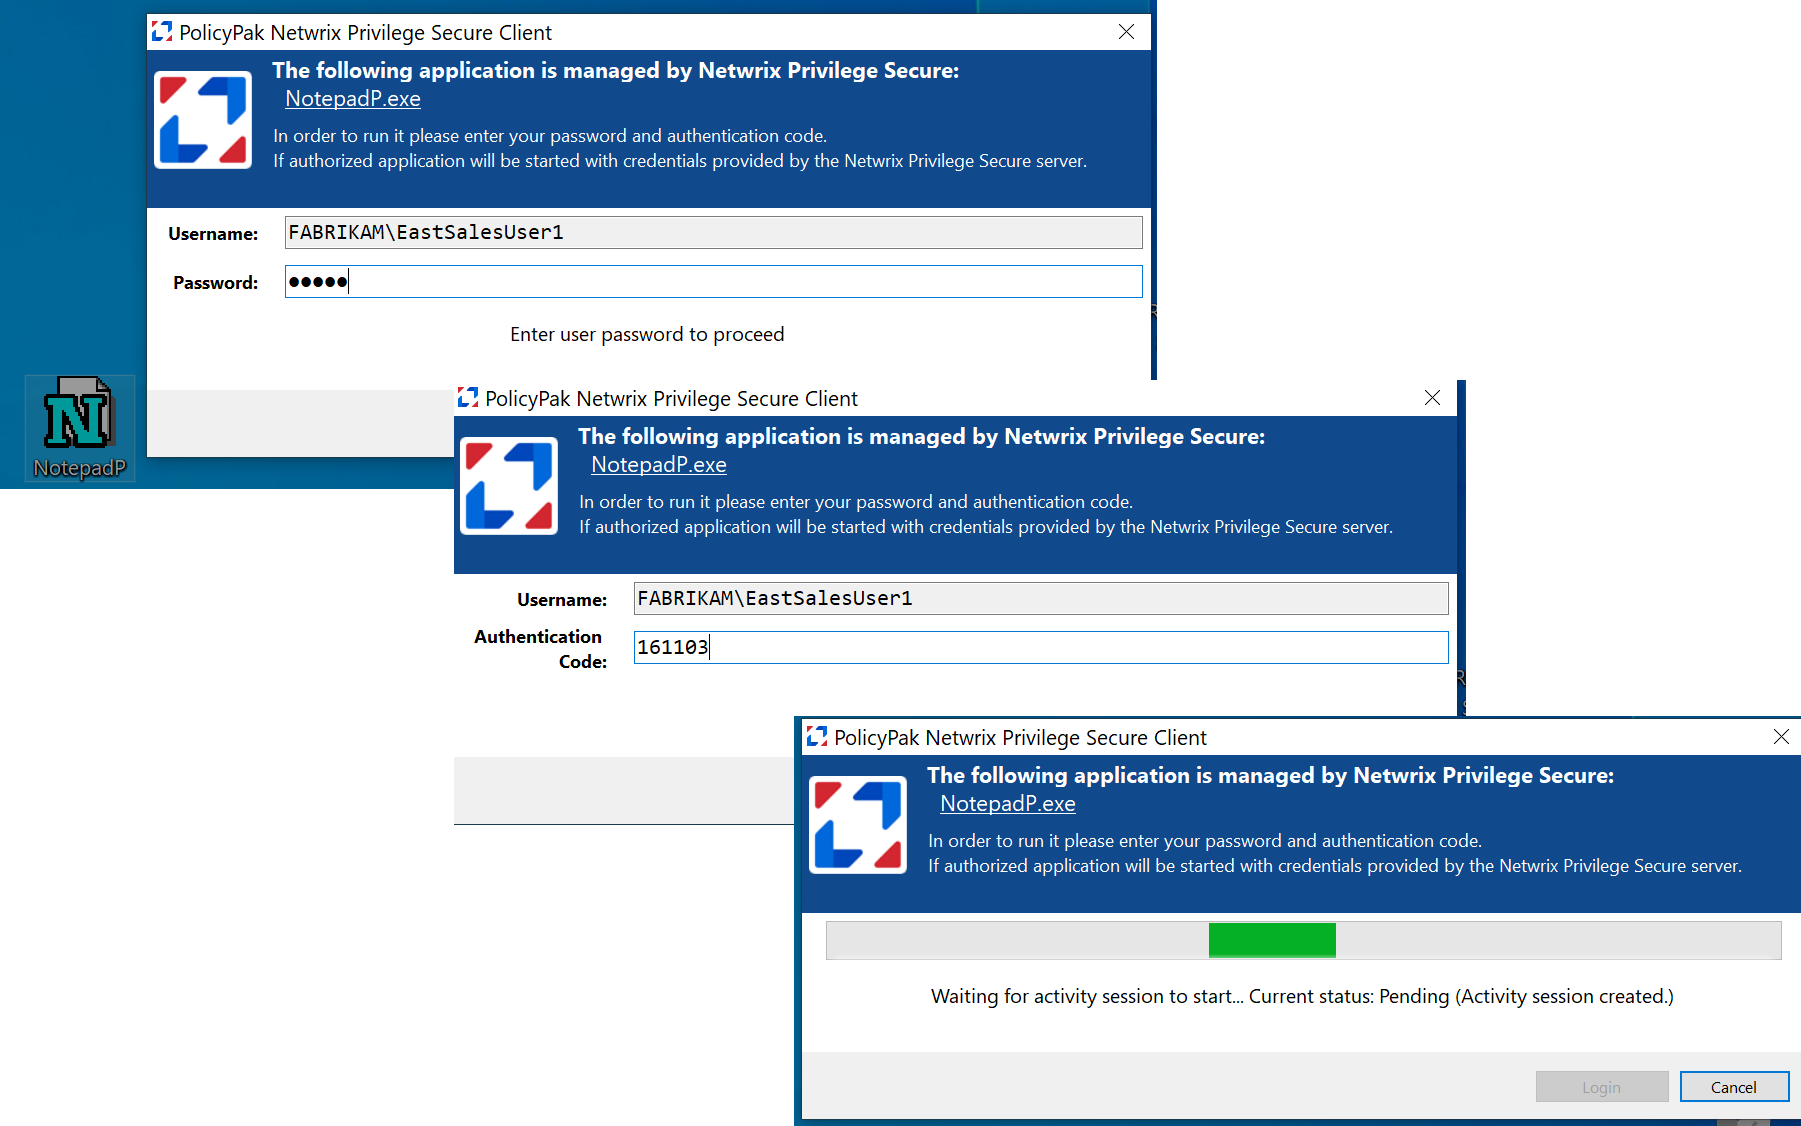 PolicyPak Netwrix Privilege Secure Client
The following application is managed by Netwrix Privilege Secure:
NotepadP.exe
In order to run it please enter your password and authentication code.
If authorized application will be started with credentials provided by the Netwrix Privilege Secure server.
Username: FABRIKAM\EastSalesUser1
Password: ●●●●●
Enter user password to proceed
NotepadP
PolicyPak Netwrix Privilege Secure Client
The following application is managed by Netwrix Privilege Secure:
NotepadP.exe
In order to run it please enter your password and authentication code.
If authorized application will be started with credentials provided by the Netwrix Privilege Secure server.
Username: FABRIKAM\EastSalesUser1
Authentication
Code: 161103
PolicyPak Netwrix Privilege Secure Client
The following application is managed by Netwrix Privilege Secure:
NotepadP.exe
In order to run it please enter your password and authentication code.
If authorized application will be started with credentials provided by the Netwrix Privilege Secure server.
Waiting for activity session to start... Current status: Pending (Activity session created.)
Login Cancel